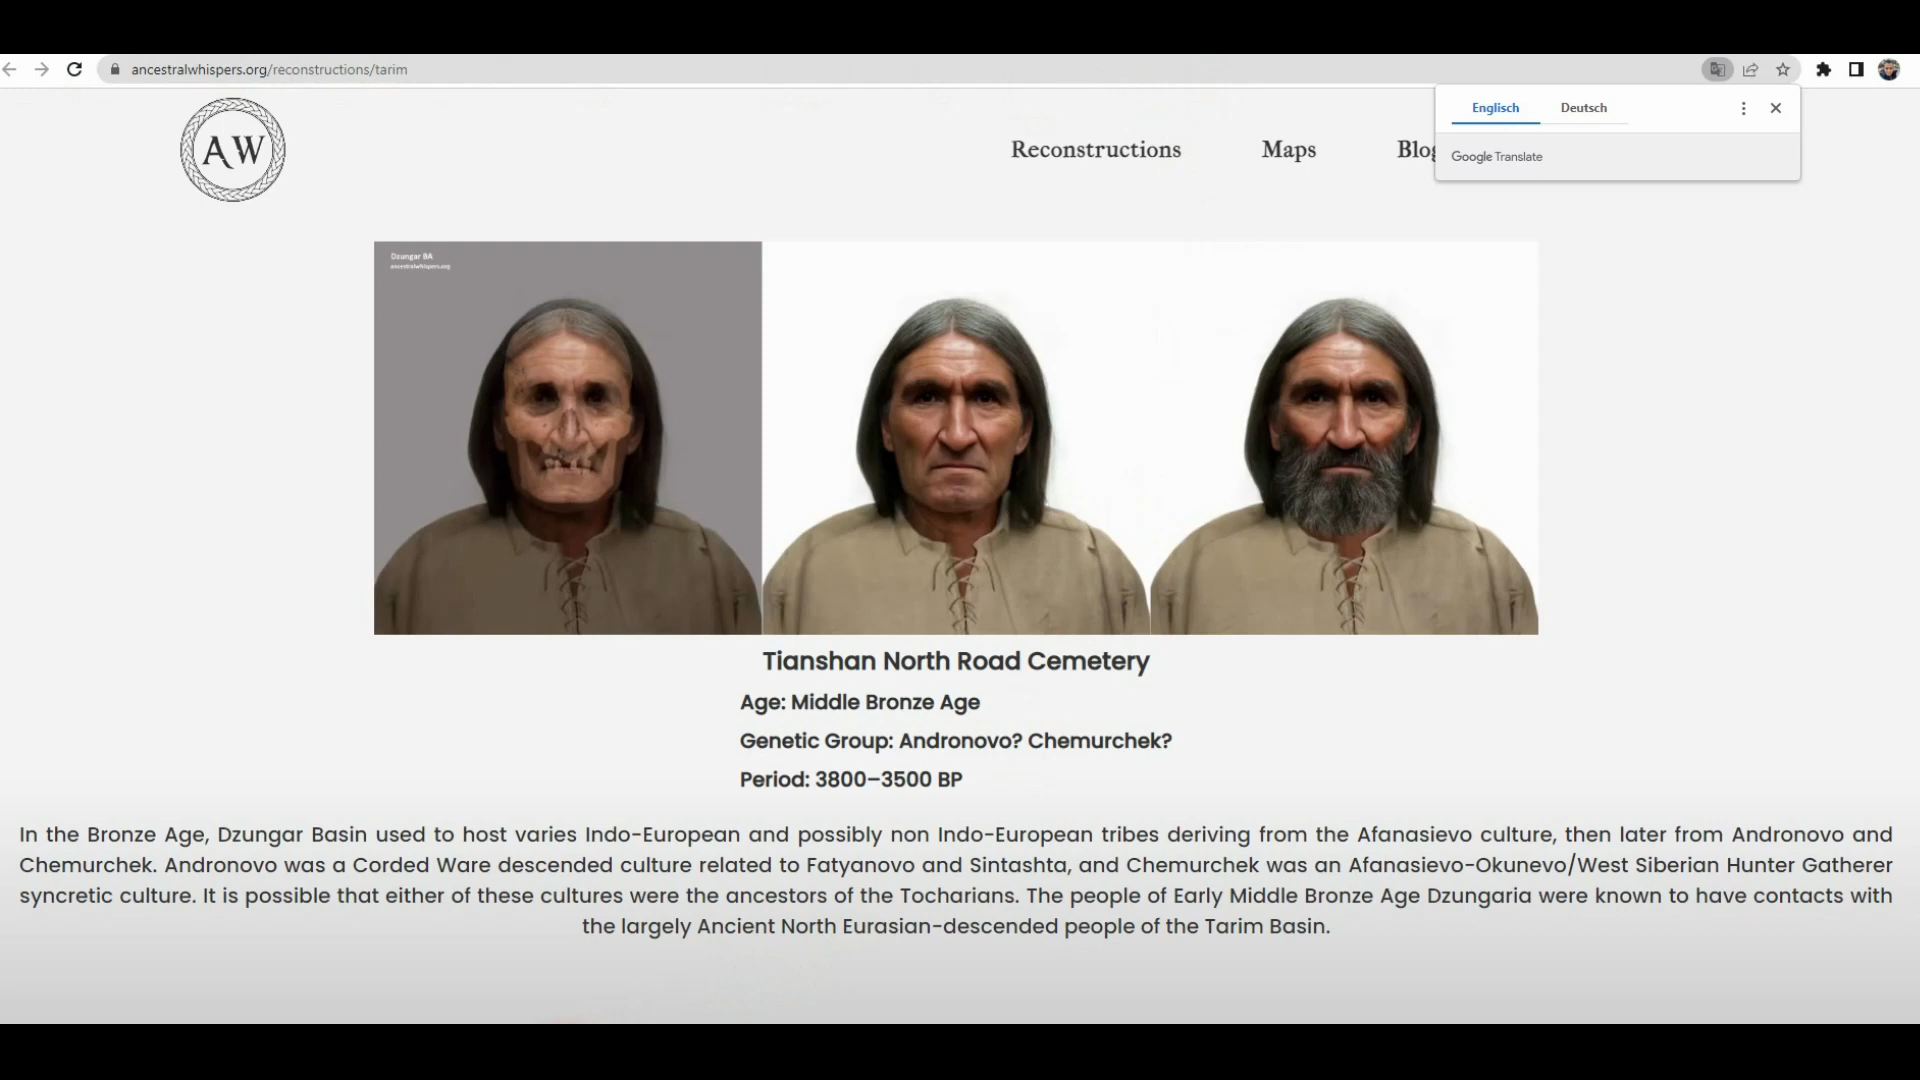 ancestralwhispers.org/reconstructions/tarim
Englisch Deutsch
Google Translate
AW
Reconstructions Maps Blog
Dzungar BA
ancestralwhispers.org
Tianshan North Road Cemetery
Age: Middle Bronze Age
Genetic Group: Andronovo? Chemurchek?
Period: 3800–3500 BP
In the Bronze Age, Dzungar Basin used to host varies Indo-European and possibly non Indo-European tribes deriving from the Afanasievo culture, then later from Andronovo and
Chemurchek. Andronovo was a Corded Ware descended culture related to Fatyanovo and Sintashta, and Chemurchek was an Afanasievo-Okunevo/West Siberian Hunter Gatherer
syncretic culture. It is possible that either of these cultures were the ancestors of the Tocharians. The people of Early Middle Bronze Age Dzungaria were known to have contacts with
the largely Ancient North Eurasian-descended people of the Tarim Basin.